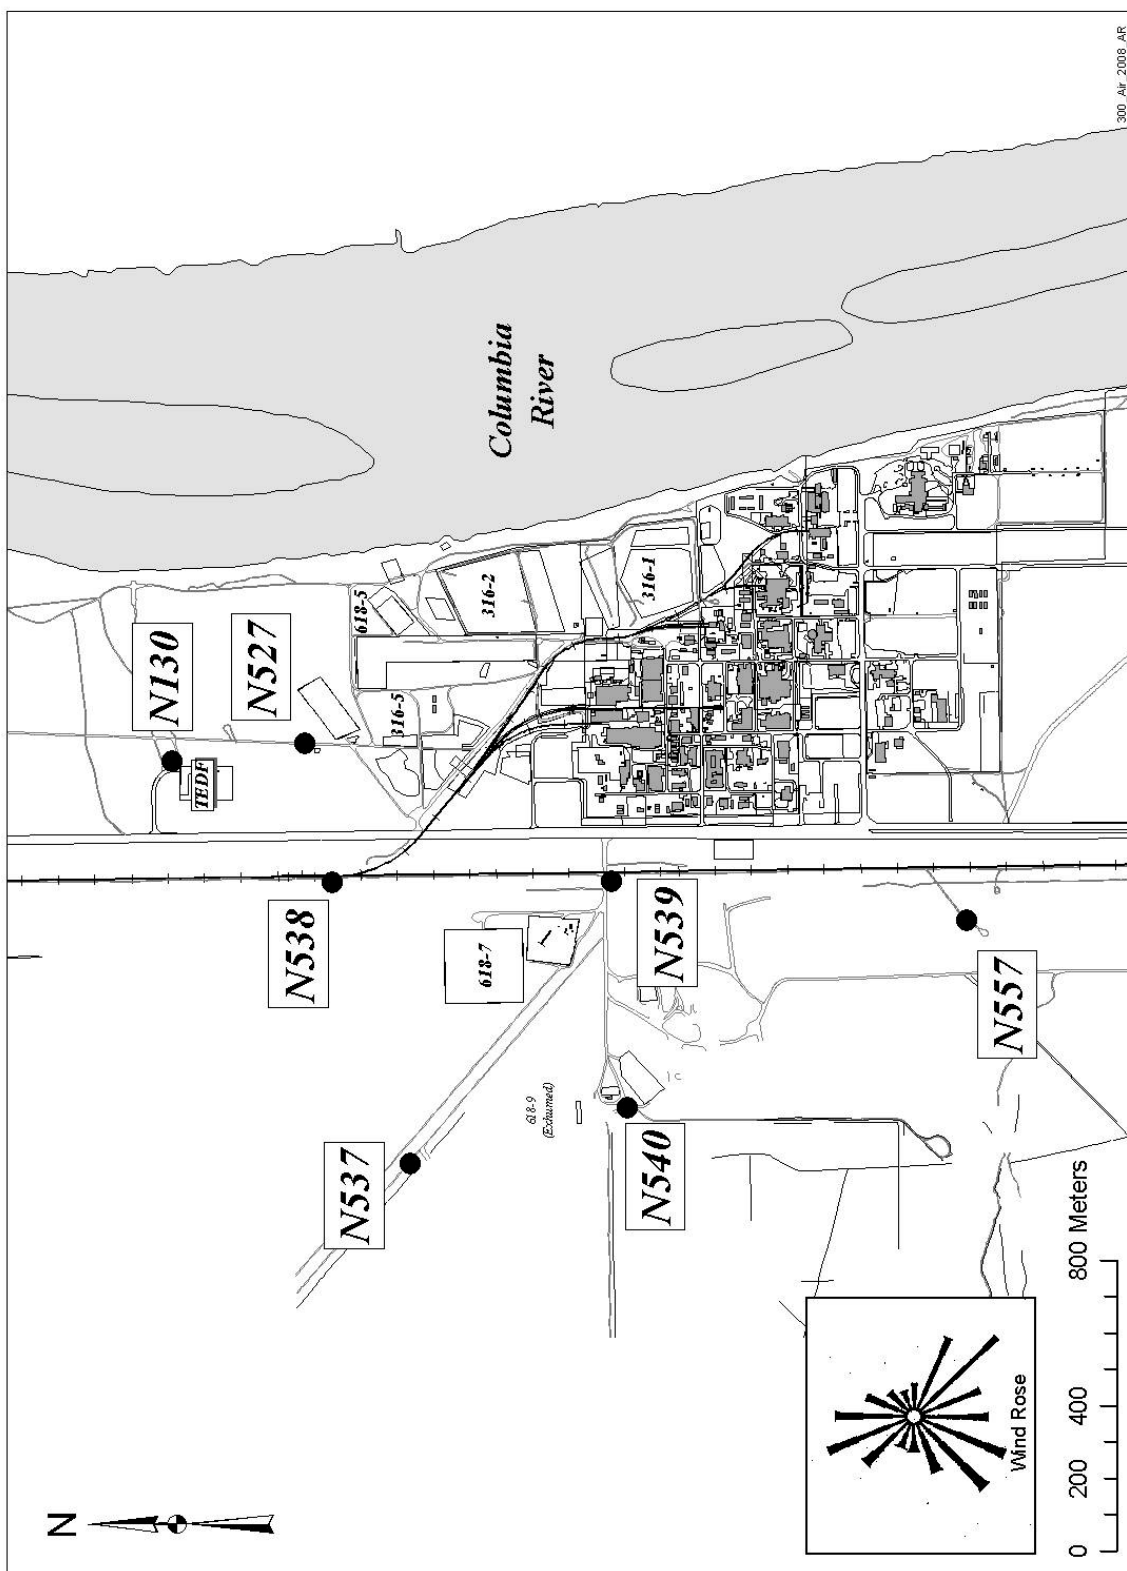 300_Air_2008_AR
Columbia
River
N130
TEDF
N527
618-5
316-2
316-1
316-5
N538
618-7
N539
N537
618-9
(Exhumed)
N540
N557
N
Wind Rose
0 200 400 800 Meters